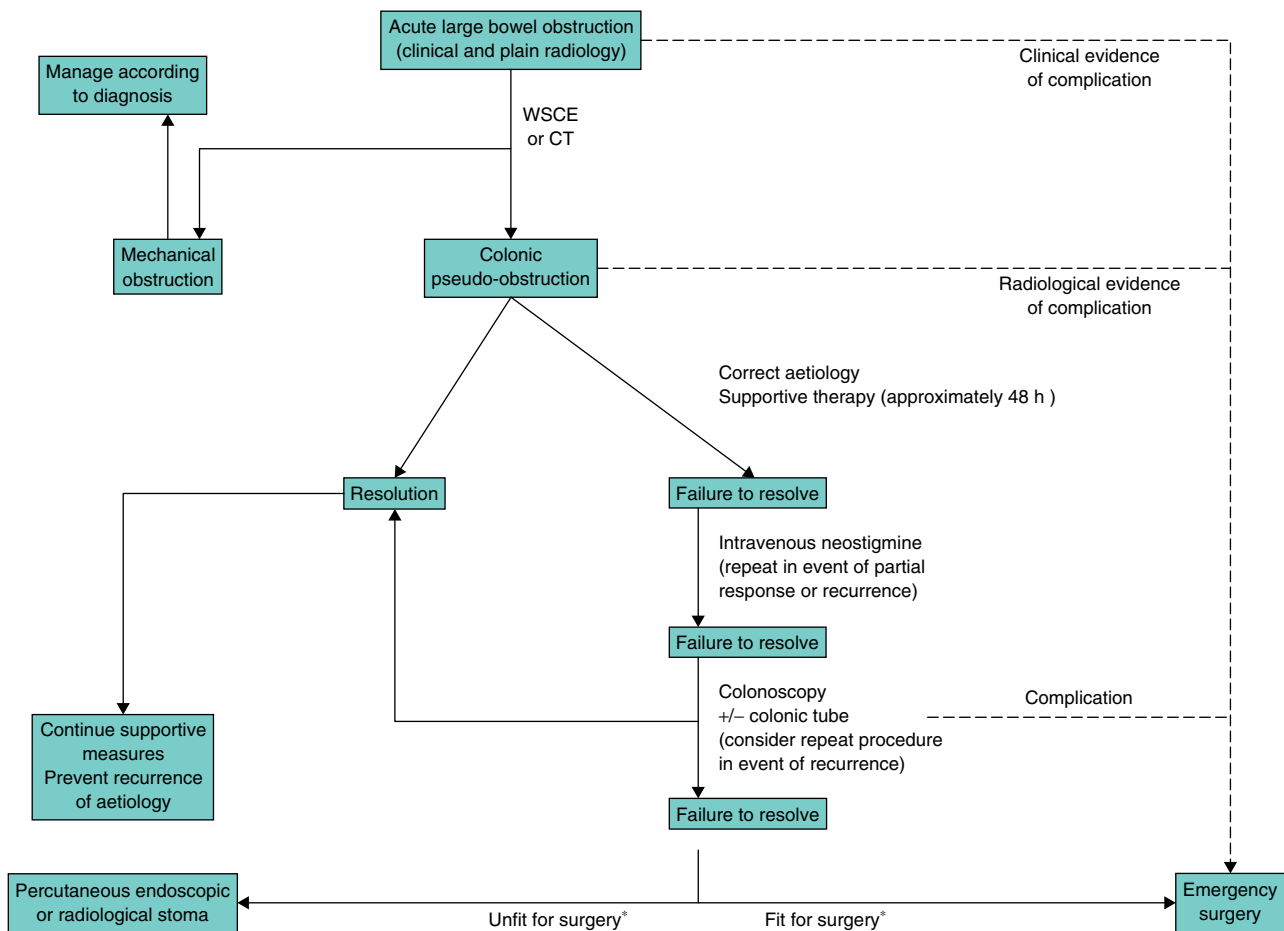 Acute large bowel obstruction
(clinical and plain radiology)
Clinical evidence
of complication
Manage according
to diagnosis
WSCE
or CT
Mechanical
obstruction
Colonic
pseudo-obstruction
Radiological evidence
of complication
Correct aetiology
Supportive therapy (approximately 48 h )
Resolution
Failure to resolve
Intravenous neostigmine
(repeat in event of partial
response or recurrence)
Failure to resolve
Colonoscopy
+/− colonic tube
(consider repeat procedure
in event of recurrence)
Complication
Continue supportive
measures
Prevent recurrence
of aetiology
Failure to resolve
Percutaneous endoscopic
or radiological stoma
Unfit for surgery*
Fit for surgery*
Emergency
surgery